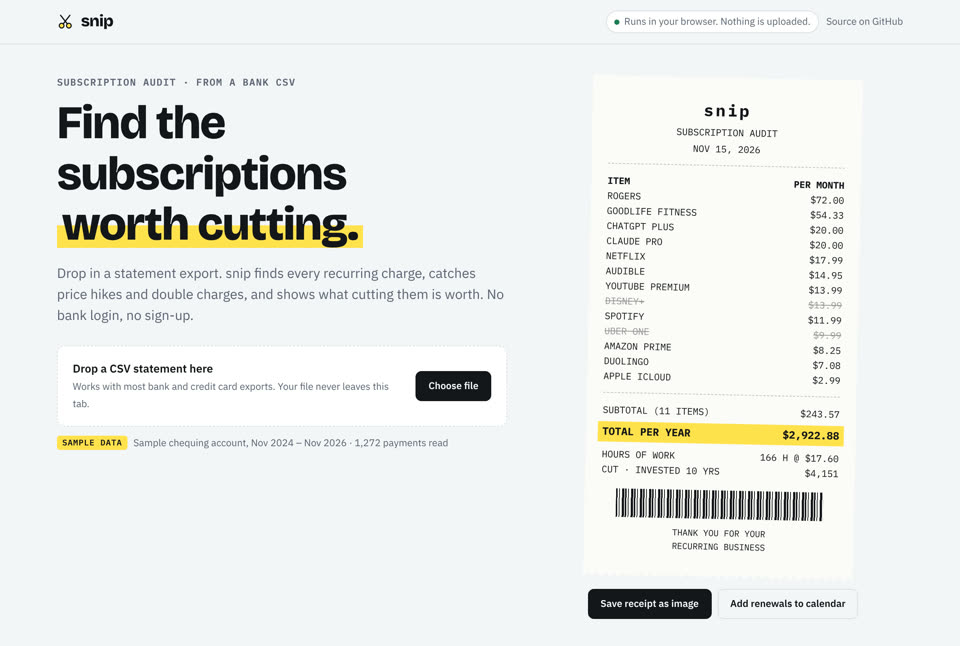 snip
Runs in your browser. Nothing is uploaded.
Source on GitHub
SUBSCRIPTION AUDIT · FROM A BANK CSV
Find the
subscriptions
worth cutting.
Drop in a statement export. snip finds every recurring charge, catches
price hikes and double charges, and shows what cutting them is worth. No
bank login, no sign-up.
Drop a CSV statement here
Works with most bank and credit card exports. Your file never leaves this
tab.
Choose file
SAMPLE DATA Sample chequing account, Nov 2024 – Nov 2026 · 1,272 payments read
snip
SUBSCRIPTION AUDIT
NOV 15, 2026
ITEM PER MONTH
ROGERS $72.00
GOODLIFE FITNESS $54.33
CHATGPT PLUS $20.00
CLAUDE PRO $20.00
NETFLIX $17.99
AUDIBLE $14.95
YOUTUBE PREMIUM $13.99
DISNEY+ $13.99
SPOTIFY $11.99
UBER ONE $9.99
AMAZON PRIME $8.25
DUOLINGO $7.08
APPLE ICLOUD $2.99
SUBTOTAL (11 ITEMS) $243.57
TOTAL PER YEAR $2,922.88
HOURS OF WORK 166 H @ $17.60
CUT · INVESTED 10 YRS $4,151
THANK YOU FOR YOUR
RECURRING BUSINESS
Save receipt as image
Add renewals to calendar